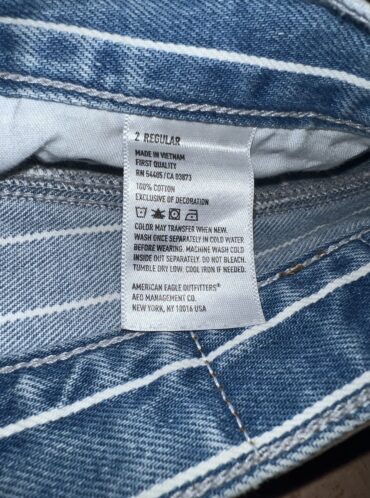 2 REGULAR
MADE IN VIETNAM
FIRST QUALITY
RN 54485/CA 03873
100% COTTON
EXCLUSIVE OF DECORATION
COLOR MAY TRANSFER WHEN NEW.
WASH ONCE SEPARATELY IN COLD WATER
BEFORE WEARING. MACHINE WASH COLD
INSIDE OUT SEPARATELY. DO NOT BLEACH.
TUMBLE DRY LOW. COOL IRON IF NEEDED.
AMERICAN EAGLE OUTFITTERS®
AEO MANAGEMENT CO.
NEW YORK, NY 10016 USA